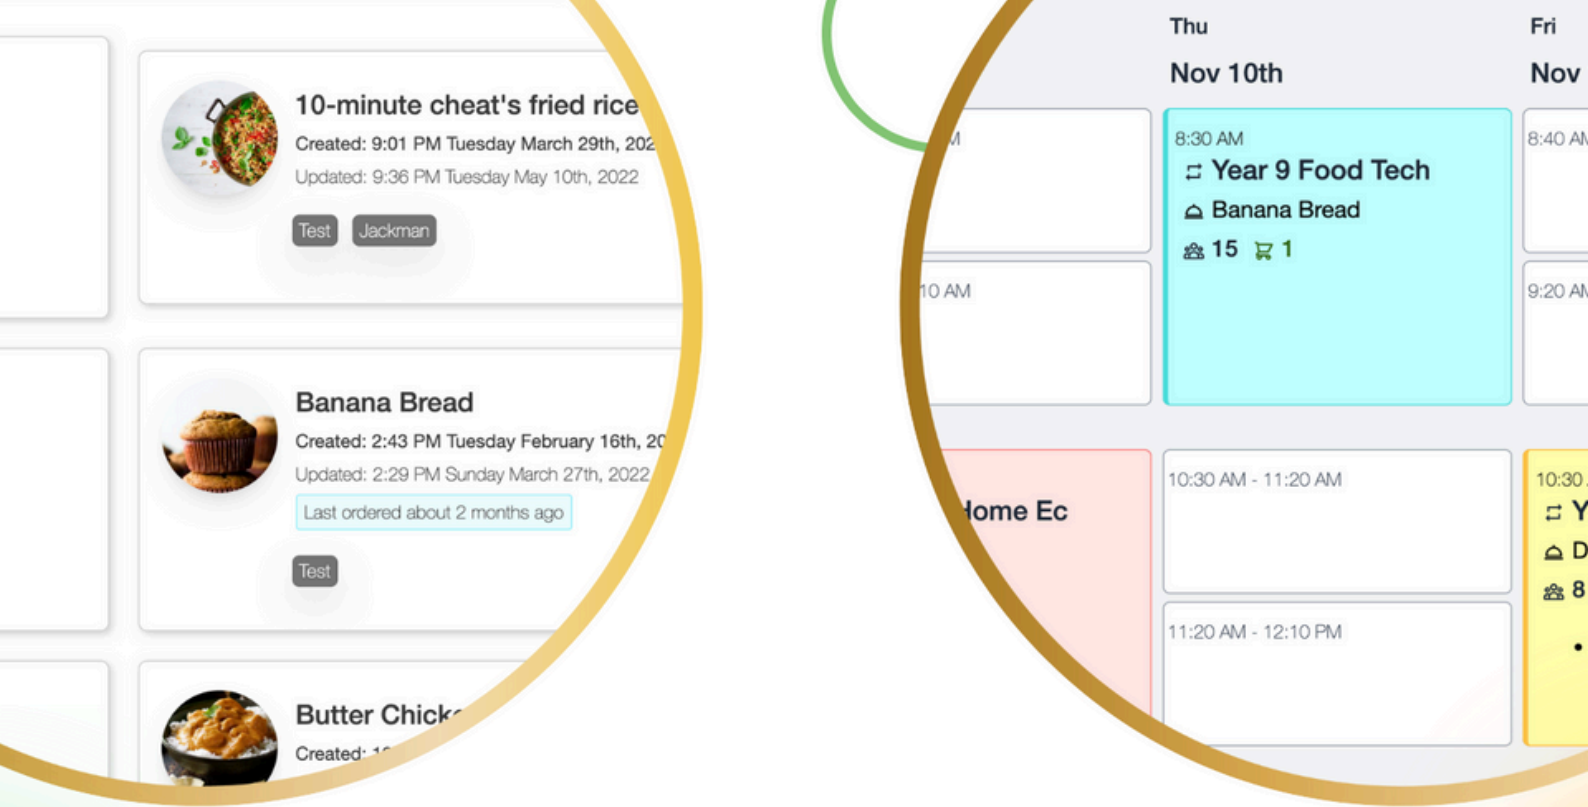 10-minute cheat's fried rice
Created: 9:01 PM Tuesday March 29th, 202
Updated: 9:36 PM Tuesday May 10th, 2022
Test Jackman
Banana Bread
Created: 2:43 PM Tuesday February 16th, 20
Updated: 2:29 PM Sunday March 27th, 2022
Last ordered about 2 months ago
Test
Butter Chick
Created: 1
Thu
Nov 10th
8:30 AM
Year 9 Food Tech
Banana Bread
15 1
10:30 AM - 11:20 AM
11:20 AM - 12:10 PM
M
10 AM
Home Ec
Fri
Nov
8:40 AM
9:20 AM
10:30
Y
D
8